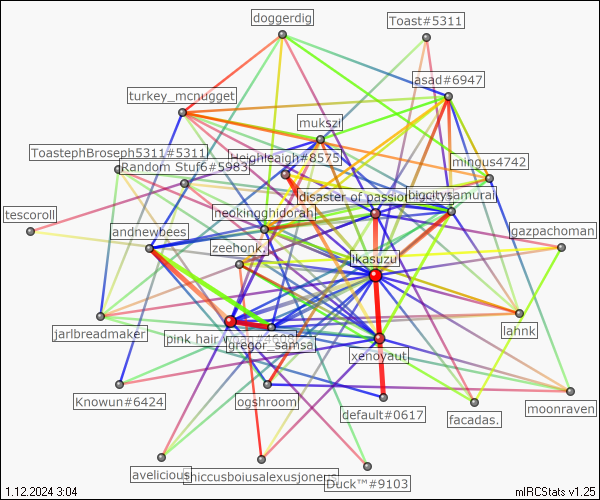 doggerdig
Toast#5311
asad#6947
turkey_mcnugget
mukszi
ToastephBroseph5311#5311
Heighleaigh#8575
mingus4742
Random Stuf6#5983
disaster of passion
bigcitysamurai
tescoroll
neokingghidorah
gazpachoman
andnewbees
zeehonk.
ikasuzu
jarlbreadmaker
lahnk
pink hair
gregor_samsa
xenoyaut
Knowun#6424
ogshroom
default#0617
facadas.
moonraven
avelicious
Duck™#9103
1.12.2024 3:04
mIRCStats v1.25